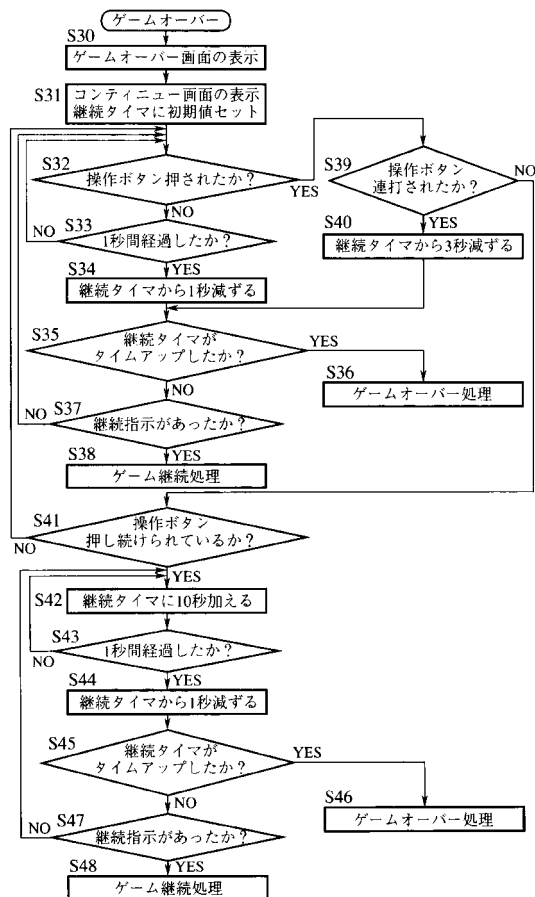 ゲームオーバー
S30
ゲームオーバー画面の表示
S31
コンティニュー画面の表示
継続タイマに初期値セット
S32
操作ボタン押されたか?
YES
NO
S39
操作ボタン
連打されたか?
NO
YES
S33
1秒間経過したか?
NO
YES
S40
継続タイマから3秒減ずる
S34
継続タイマから1秒減ずる
S35
継続タイマが
タイムアップしたか?
YES
NO
S36
ゲームオーバー処理
S37
継続指示があったか?
NO
YES
S38
ゲーム継続処理
S41
操作ボタン
押し続けられているか?
NO
YES
S42
継続タイマに10秒加える
S43
1秒間経過したか?
NO
YES
S44
継続タイマから1秒減ずる
S45
継続タイマが
タイムアップしたか?
YES
NO
S46
ゲームオーバー処理
S47
継続指示があったか?
NO
YES
S48
ゲーム継続処理